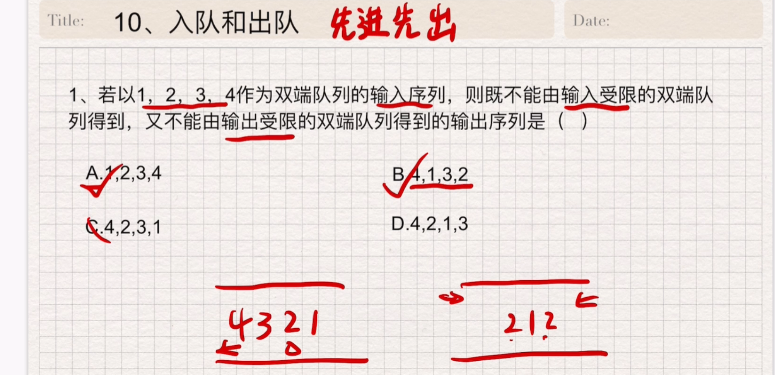 Title: 10、入队和出队 先进先出 Date:
1、若以1，2，3，4作为双端队列的输入序列，则既不能由输入受限的双端队
列得到，又不能由输出受限的双端队列得到的输出序列是（ ）
A.1,2,3,4 B.4,1,3,2
C.4,2,3,1 D.4,2,1,3
4321 212